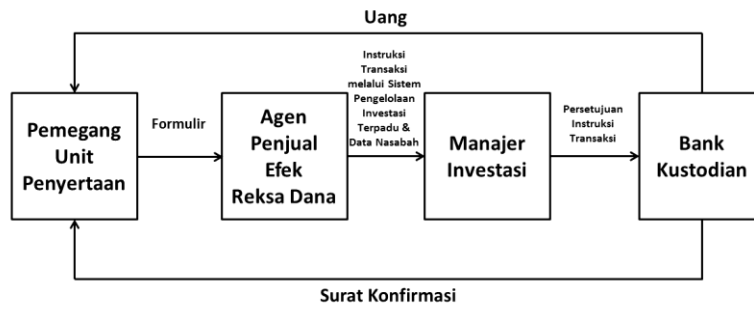 Uang
Pemegang
Unit
Penyertaan
Formulir
Agen
Penjual
Efek
Reksa Dana
Instruksi
Transaksi
melalui Sistem
Pengelolaan
Investasi
Terpadu &
Data Nasabah
Manajer
Investasi
Persetujuan
Instruksi
Transaksi
Bank
Kustodian
Surat Konfirmasi